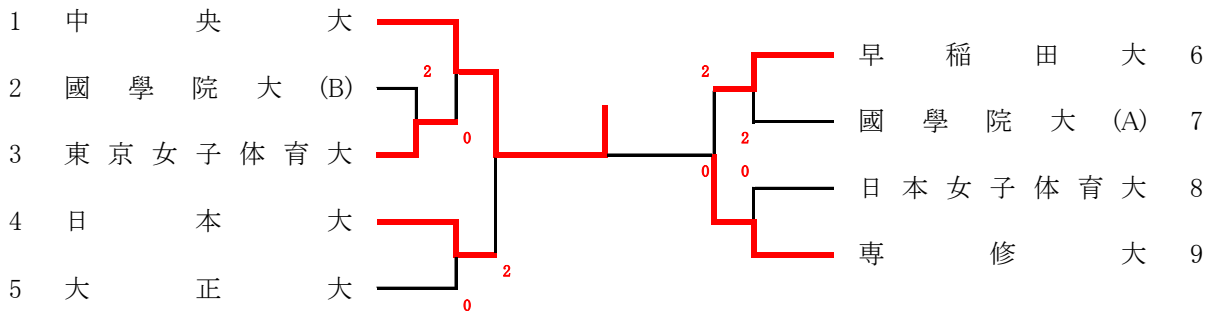 1 中央大
2 國學院大(B)
3 東京女子体育大
4 日本大
5 大正大
2
0
2
0
2
2
0 0
早稲田大 6
國學院大(A) 7
日本女子体育大 8
専修大 9